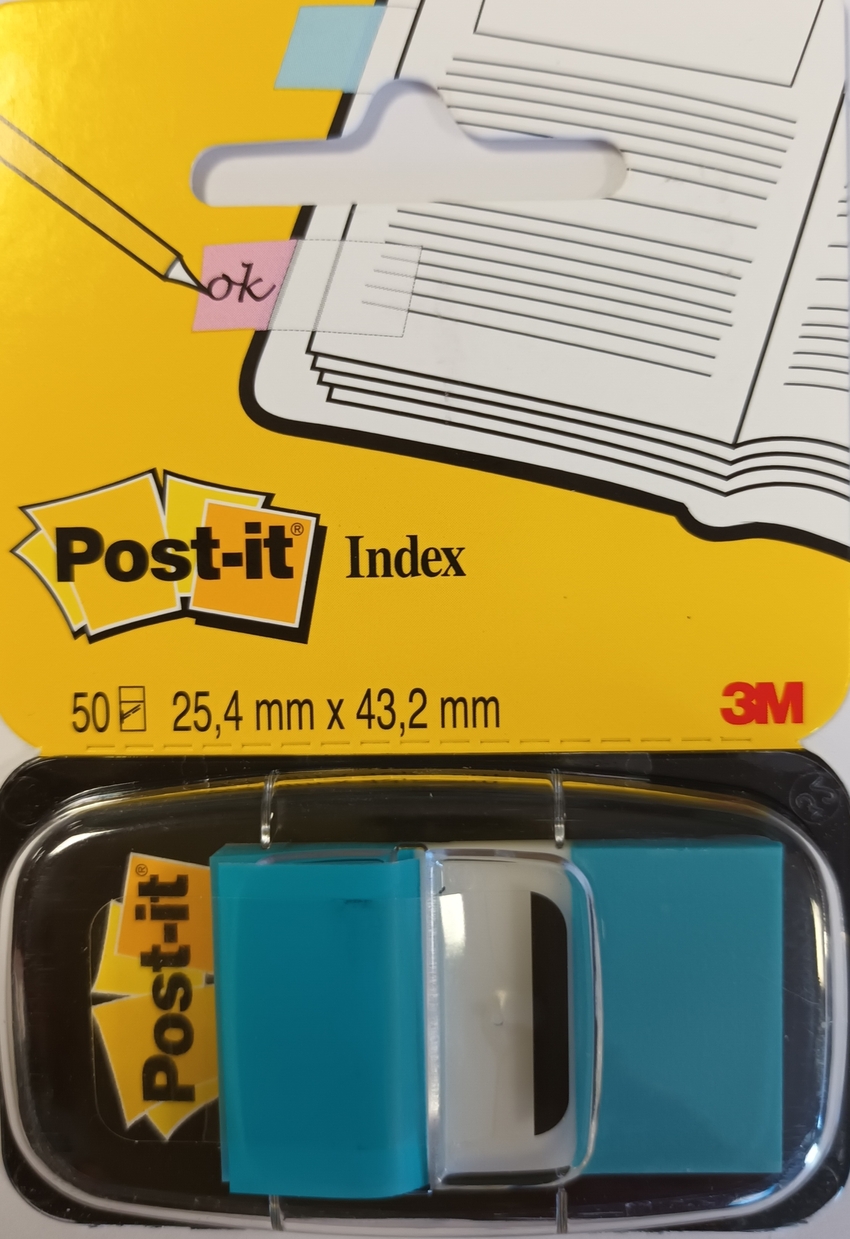 ok
Post-it® Index
50 25,4 mm x 43,2 mm
3M
Post-it®